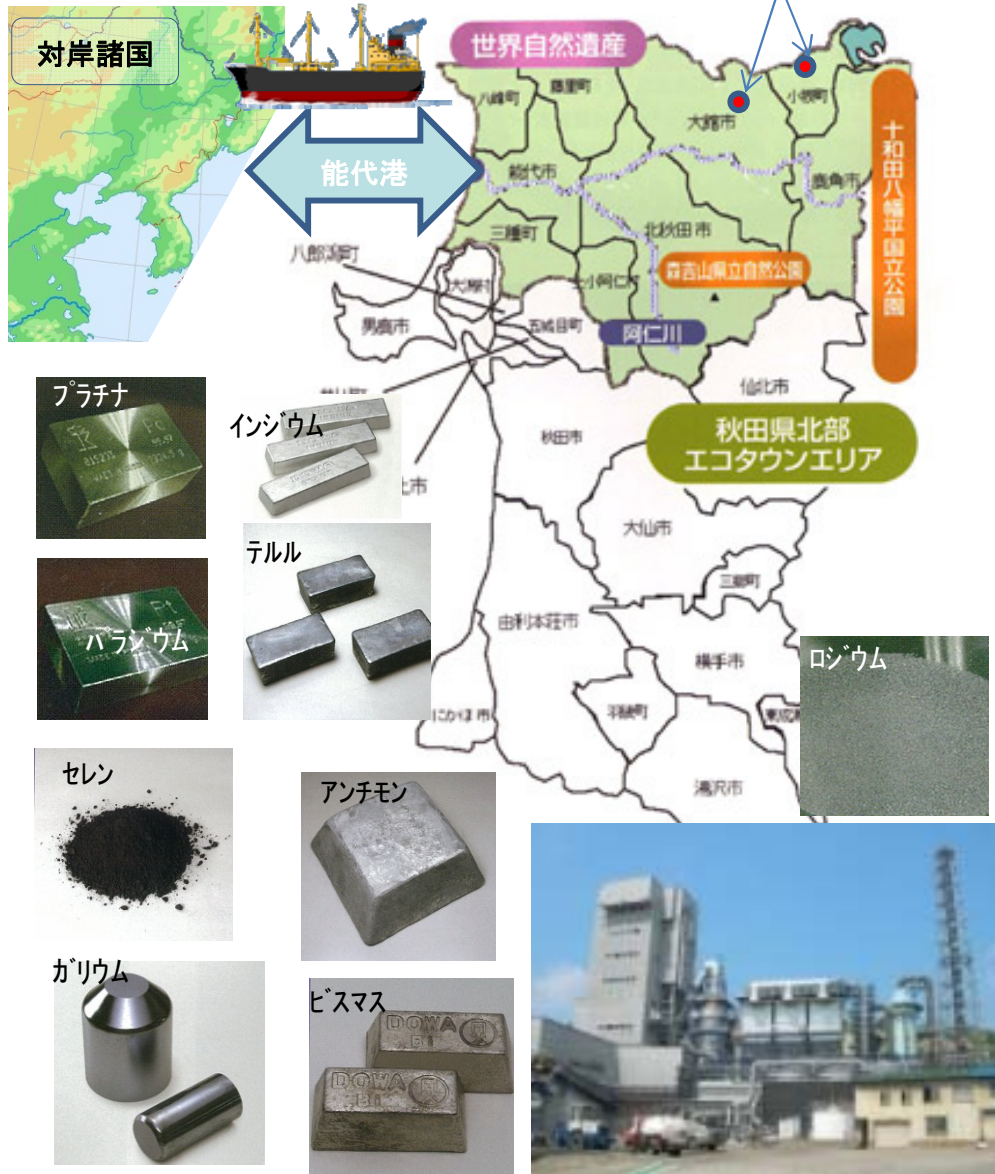 対岸諸国
世界自然遺産
八峰町
藤里町
小坂町
大館市
十和田八幡平国立公園
能代港
能代市
鹿角市
三種町
北秋田市
八郎潟町
大潟村
上小阿仁村
森吉山県立自然公園
男鹿市
五城目町
阿仁川
仙北市
プラチナ
Pd
インジウム
秋田市
秋田県北部
エコタウンエリア
大仙市
テルル
美郷町
Pt
パラジウム
由利本荘市
横手市
ロジウム
にかほ市
羽後町
湯沢市
セレン
アンチモン
ガリウム
ビスマス
DOWA
Bi
DOWA
Bi